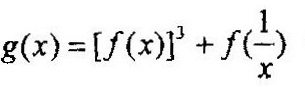 g(x) = [f(x)]³ + f(1/x)